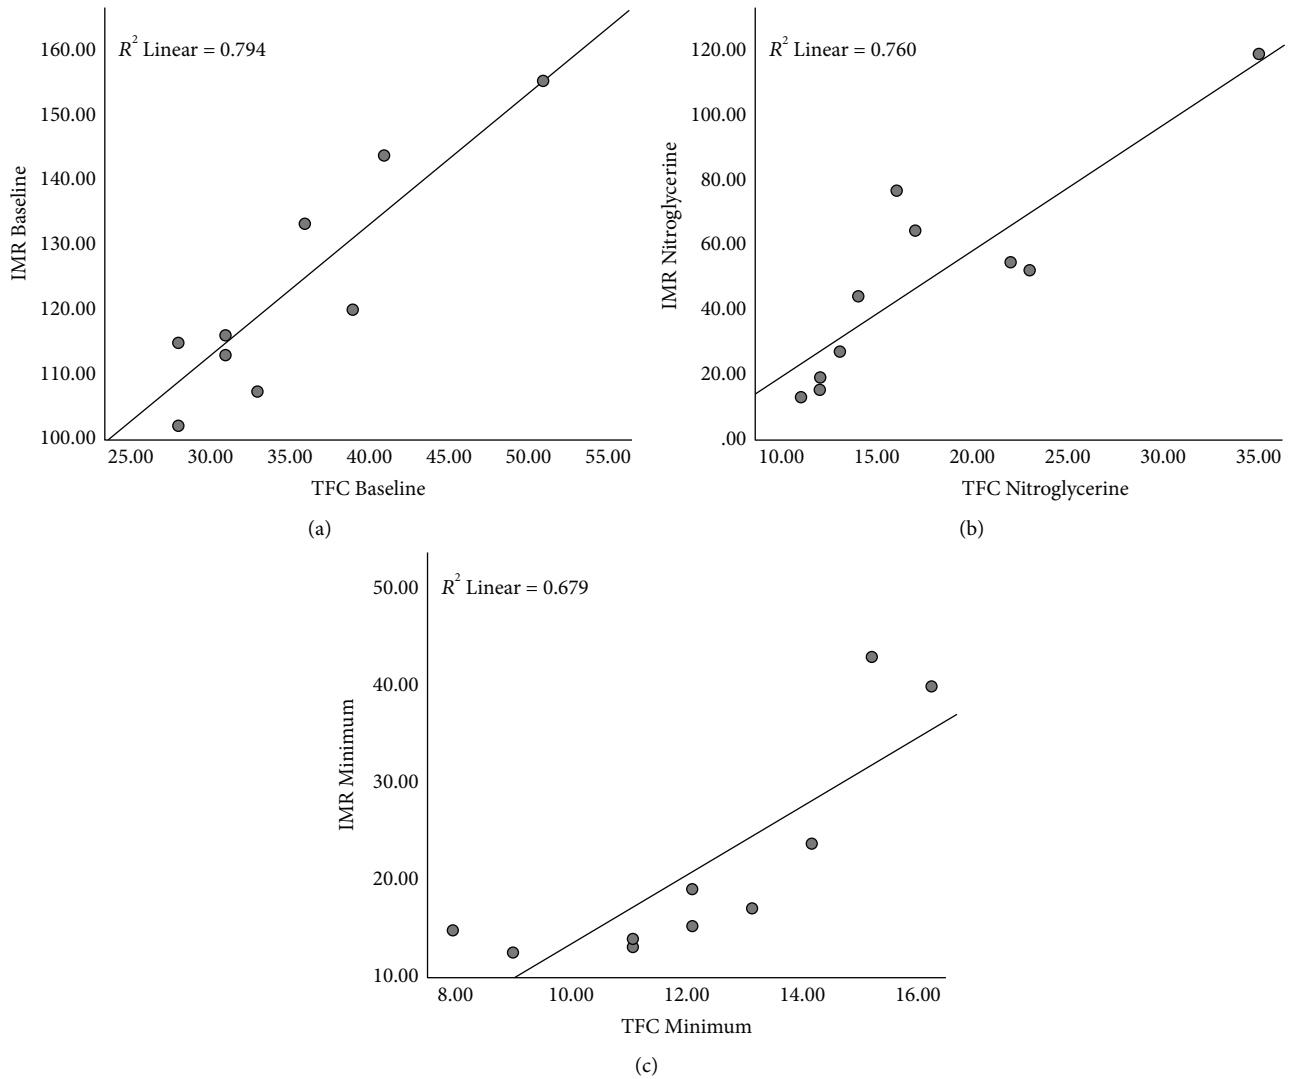 R² Linear = 0.794
160.00
150.00
140.00
130.00
120.00
110.00
100.00
IMR Baseline
25.00 30.00 35.00 40.00 45.00 50.00 55.00
TFC Baseline
(a)
R² Linear = 0.760
120.00
100.00
80.00
60.00
40.00
20.00
.00
IMR Nitroglycerine
10.00 15.00 20.00 25.00 30.00 35.00
TFC Nitroglycerine
(b)
R² Linear = 0.679
50.00
40.00
30.00
20.00
10.00
IMR Minimum
8.00 10.00 12.00 14.00 16.00
TFC Minimum
(c)